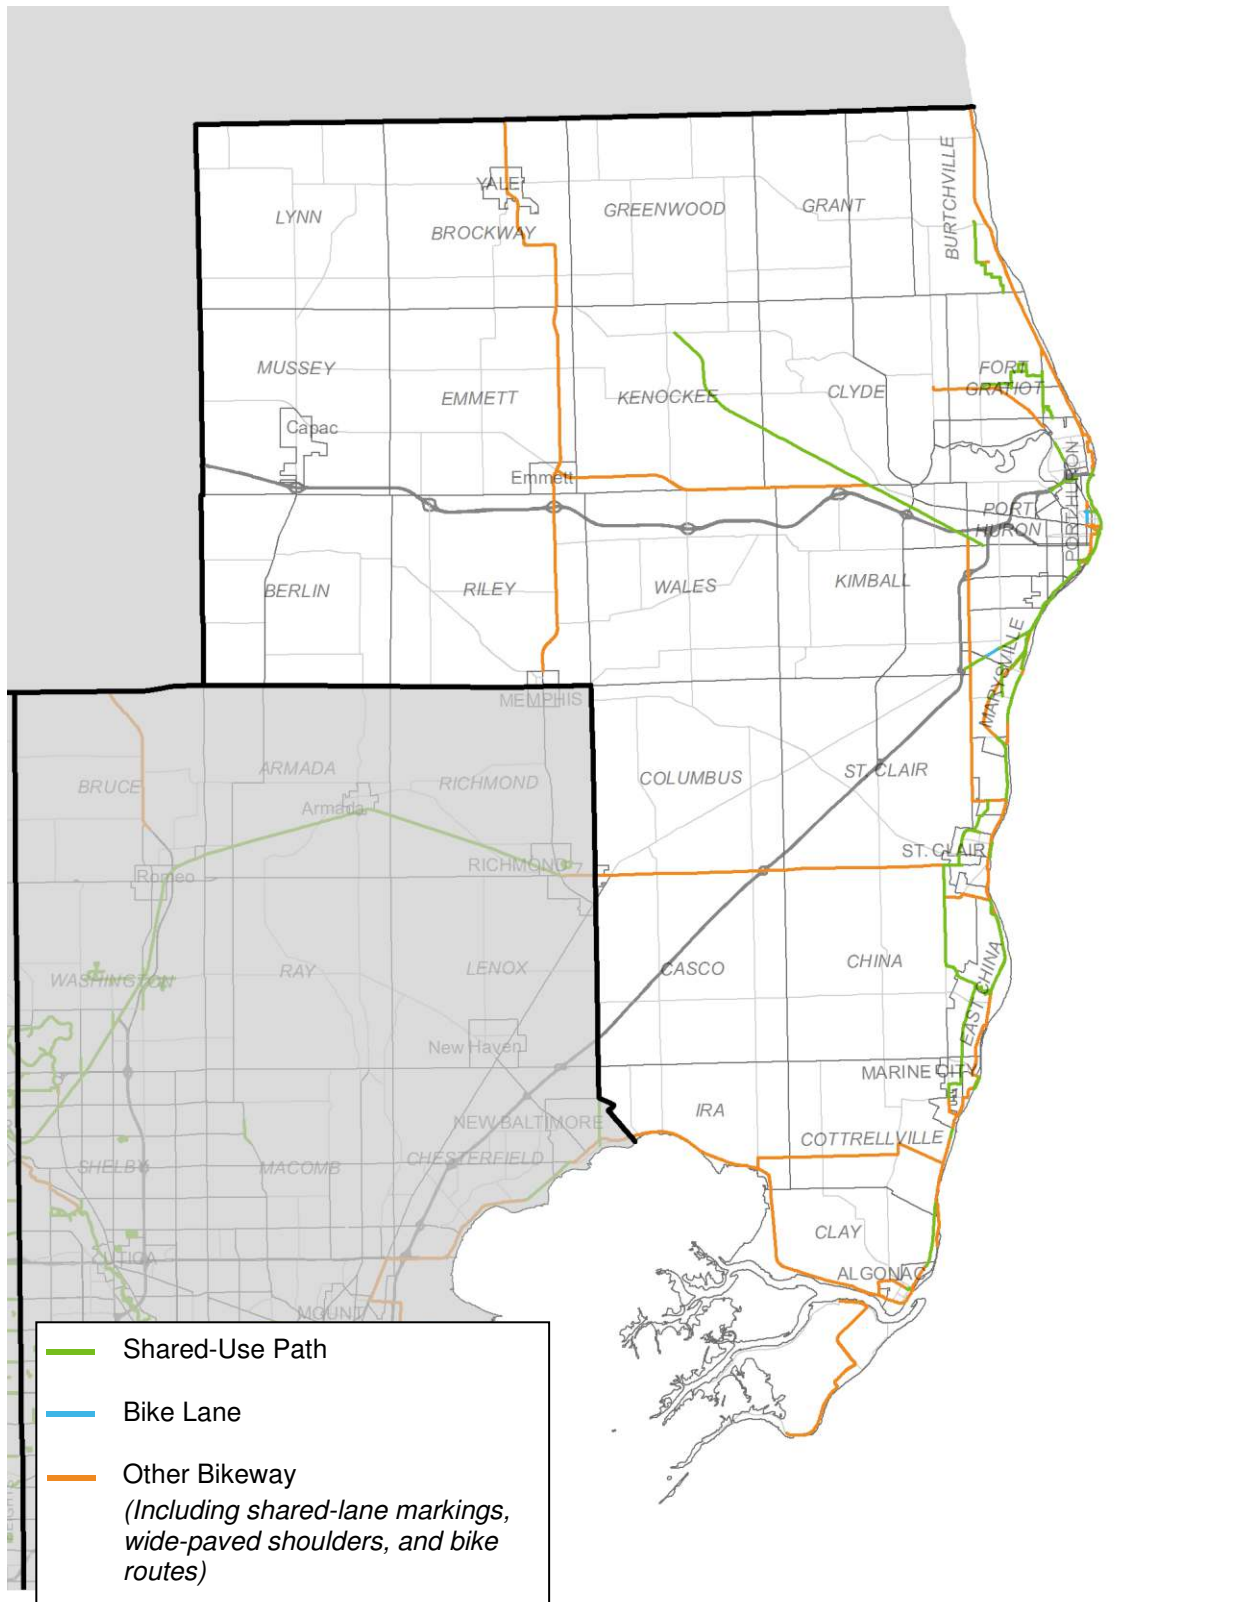 BURTCHVILLE
YALE
LYNN
GREENWOOD
GRANT
BROCKWAY
MUSSEY
FORT
GRATIOT
EMMETT
KENOCKEE
CLYDE
Capac
Emmett
PORT HURON
PORT
HURON
BERLIN
RILEY
WALES
KIMBALL
MARYSVILLE
MEMPHIS
BRUCE
ARMADA
RICHMOND
COLUMBUS
ST. CLAIR
Armada
RICHMOND
ST. CLAIR
Romeo
WASHINGTON
RAY
LENOX
CASCO
CHINA
EAST CHINA
New Haven
MARINE CITY
NEW BALTIMORE
IRA
COTTRELLVILLE
SHELBY
MACOMB
CHESTERFIELD
CLAY
UTICA
ALGONAC
MOUNT
Shared-Use Path
Bike Lane
Other Bikeway
(Including shared-lane markings,
wide-paved shoulders, and bike
routes)